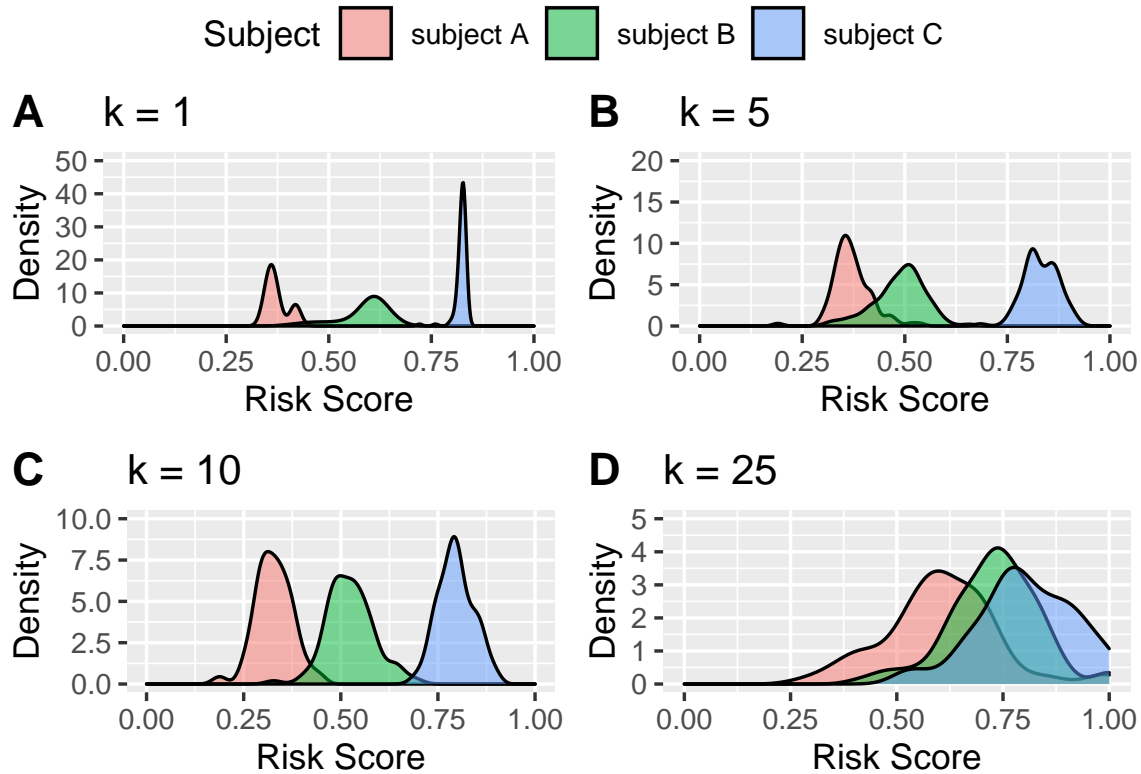 Subject subject A subject B subject C
A k = 1
50
40
30
20
10
0
Density
0.00 0.25 0.50 0.75 1.00
Risk Score
B k = 5
20
15
10
5
0
Density
0.00 0.25 0.50 0.75 1.00
Risk Score
C k = 10
10.0
7.5
5.0
2.5
0.0
Density
0.00 0.25 0.50 0.75 1.00
Risk Score
D k = 25
5
4
3
2
1
0
Density
0.00 0.25 0.50 0.75 1.00
Risk Score